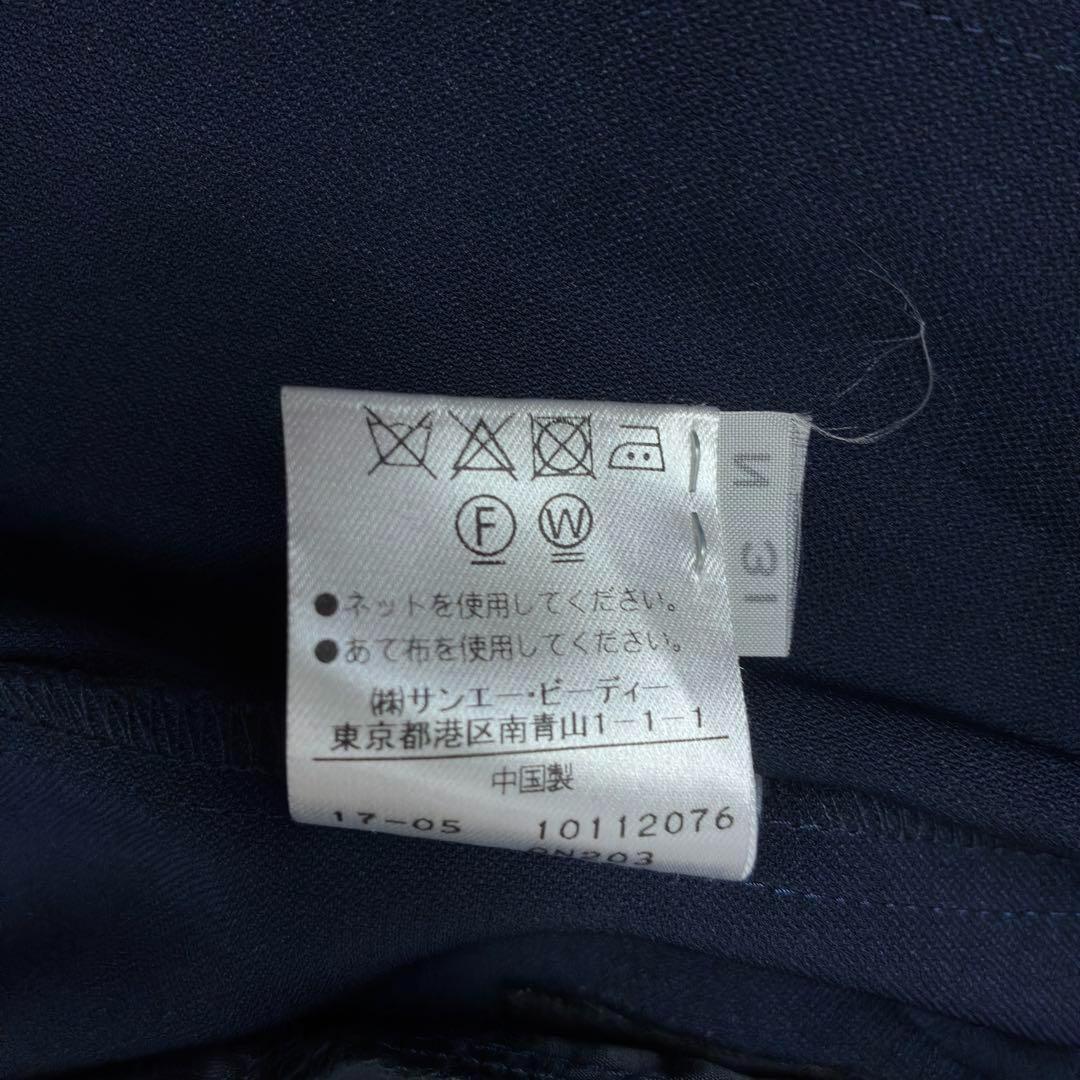 F W
●ネットを使用してください。
●あて布を使用してください。
(株)サンエー・ビーディー
東京都港区南青山1-1-1
中国製
17-05 10112076